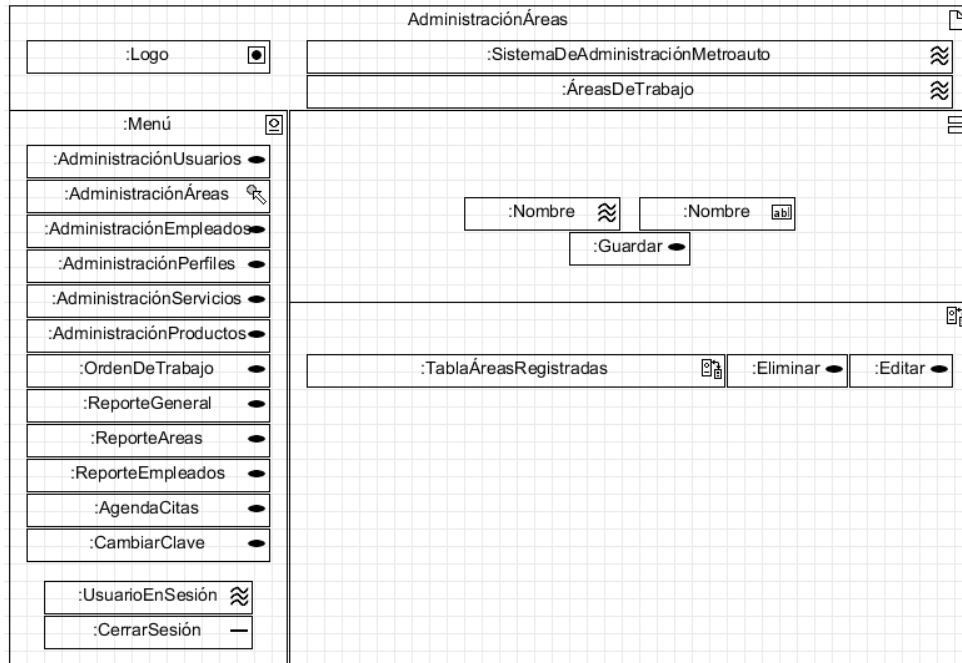 AdministraciónÁreas
:Logo
:SistemaDeAdministraciónMetroauto
:ÁreasDeTrabajo
:Menú
:AdministraciónUsuarios
:AdministraciónÁreas
:AdministraciónEmpleados
:AdministraciónPerfiles
:AdministraciónServicios
:AdministraciónProductos
:OrdenDeTrabajo
:ReporteGeneral
:ReporteAreas
:ReporteEmpleados
:AgendaCitas
:CambiarClave
:UsuarioEnSesión
:CerrarSesión
:Nombre :Nombre ab
:Guardar
:TablaÁreasRegistradas :Eliminar :Editar